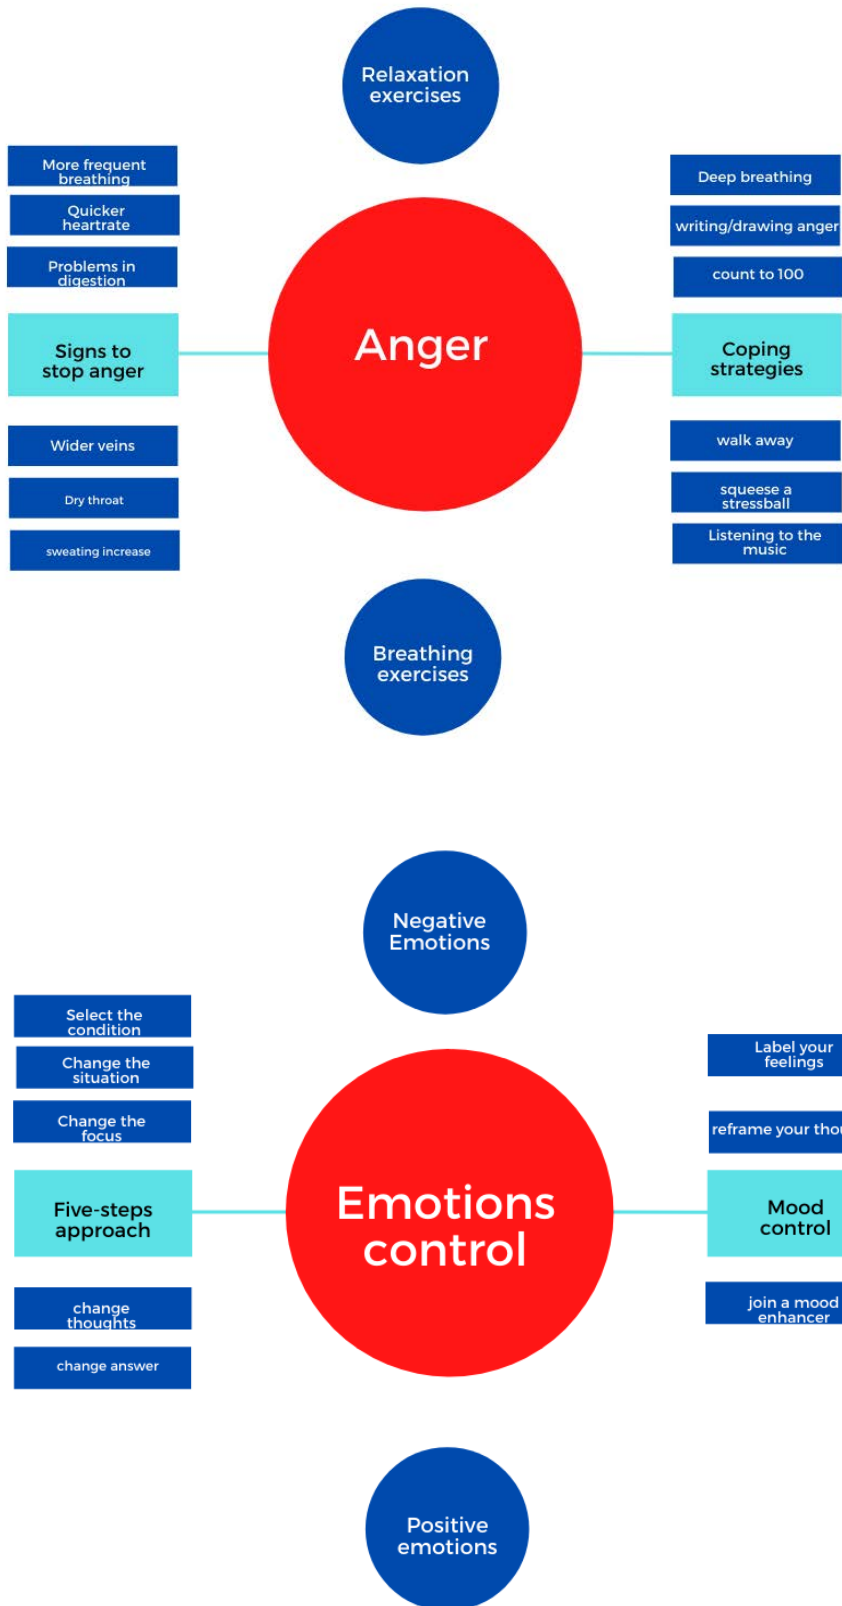 Relaxation
exercises
More frequent
breathing
Quicker
heartrate
Problems in
digestion
Signs to
stop anger
Wider veins
Dry throat
sweating increase
Anger
Deep breathing
writing/drawing anger
count to 100
Coping
strategies
walk away
squeese a
stressball
Listening to the
music
Breathing
exercises
Negative
Emotions
Select the
condition
Change the
situation
Change the
focus
Five-steps
approach
change
thoughts
change answer
Emotions
control
Label your
feelings
reframe your
Mood
control
join a mood
enhancer
Positive
emotions